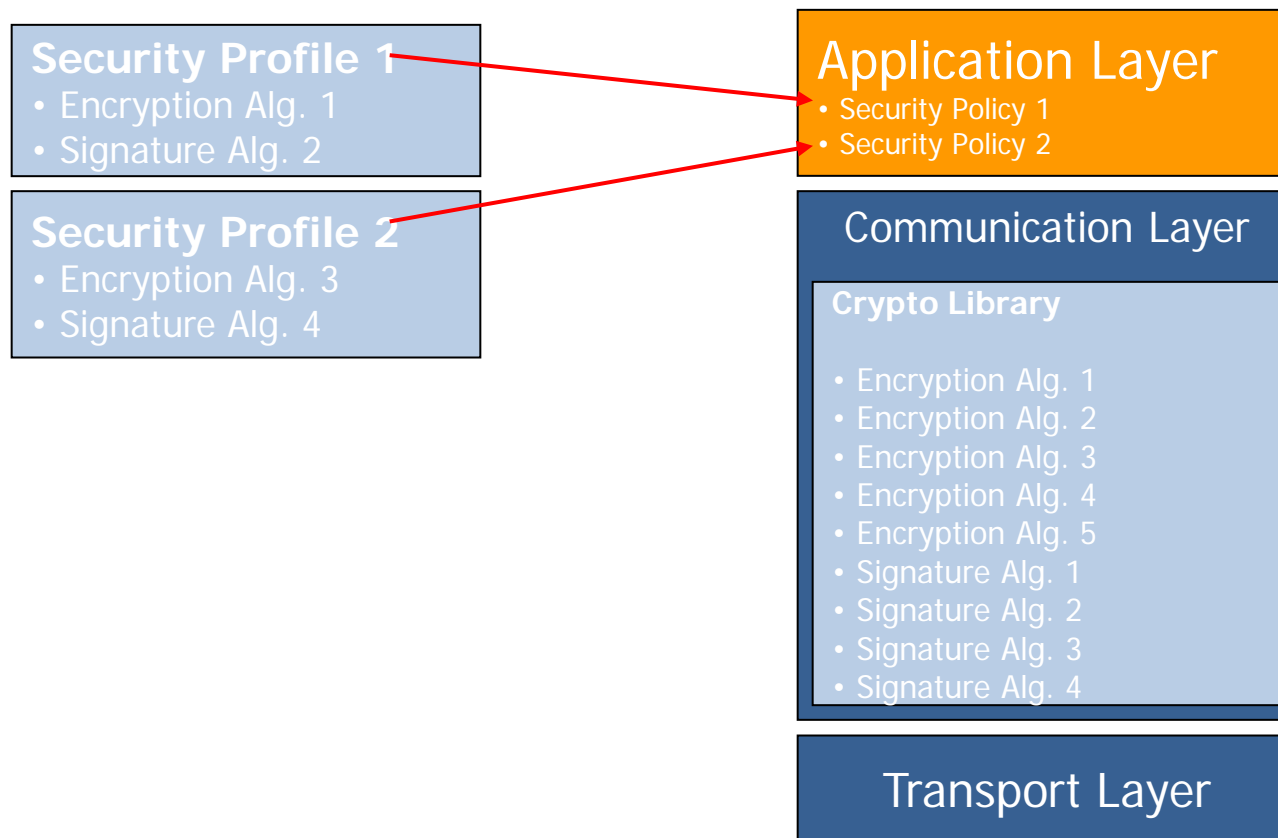 Security Profile 1
• Encryption Alg. 1
• Signature Alg. 2
Security Profile 2
• Encryption Alg. 3
• Signature Alg. 4
Application Layer
• Security Policy 1
• Security Policy 2
Communication Layer
Crypto Library
• Encryption Alg. 1
• Encryption Alg. 2
• Encryption Alg. 3
• Encryption Alg. 4
• Encryption Alg. 5
• Signature Alg. 1
• Signature Alg. 2
• Signature Alg. 3
• Signature Alg. 4
Transport Layer